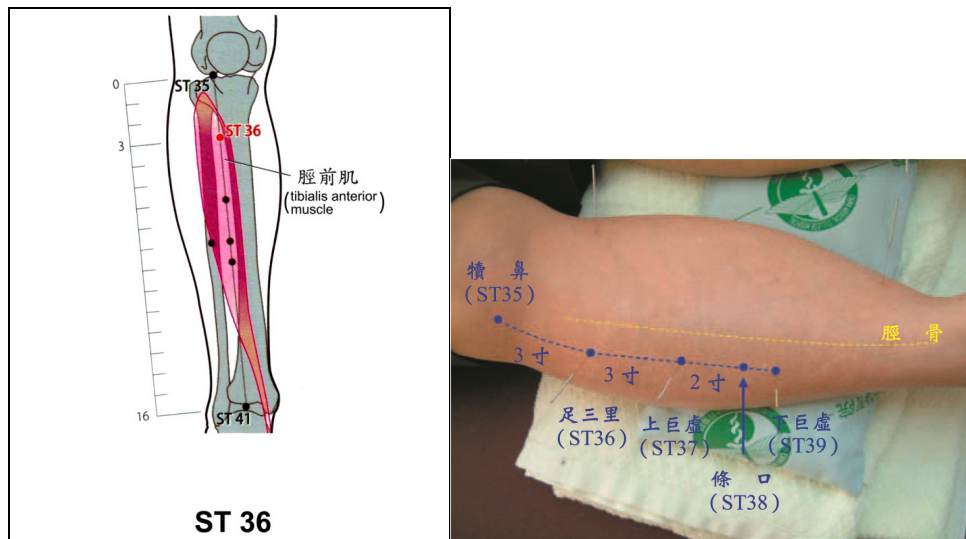 0
ST 35
ST 36
3
脛前肌
(tibialis anterior
muscle)
16
ST 41
ST 36
犢 鼻
(ST35)
脛 骨
3 寸
3 寸
2 寸
足三里
(ST36)
上巨虛
(ST37)
下巨虛
(ST39)
條 口
(ST38)